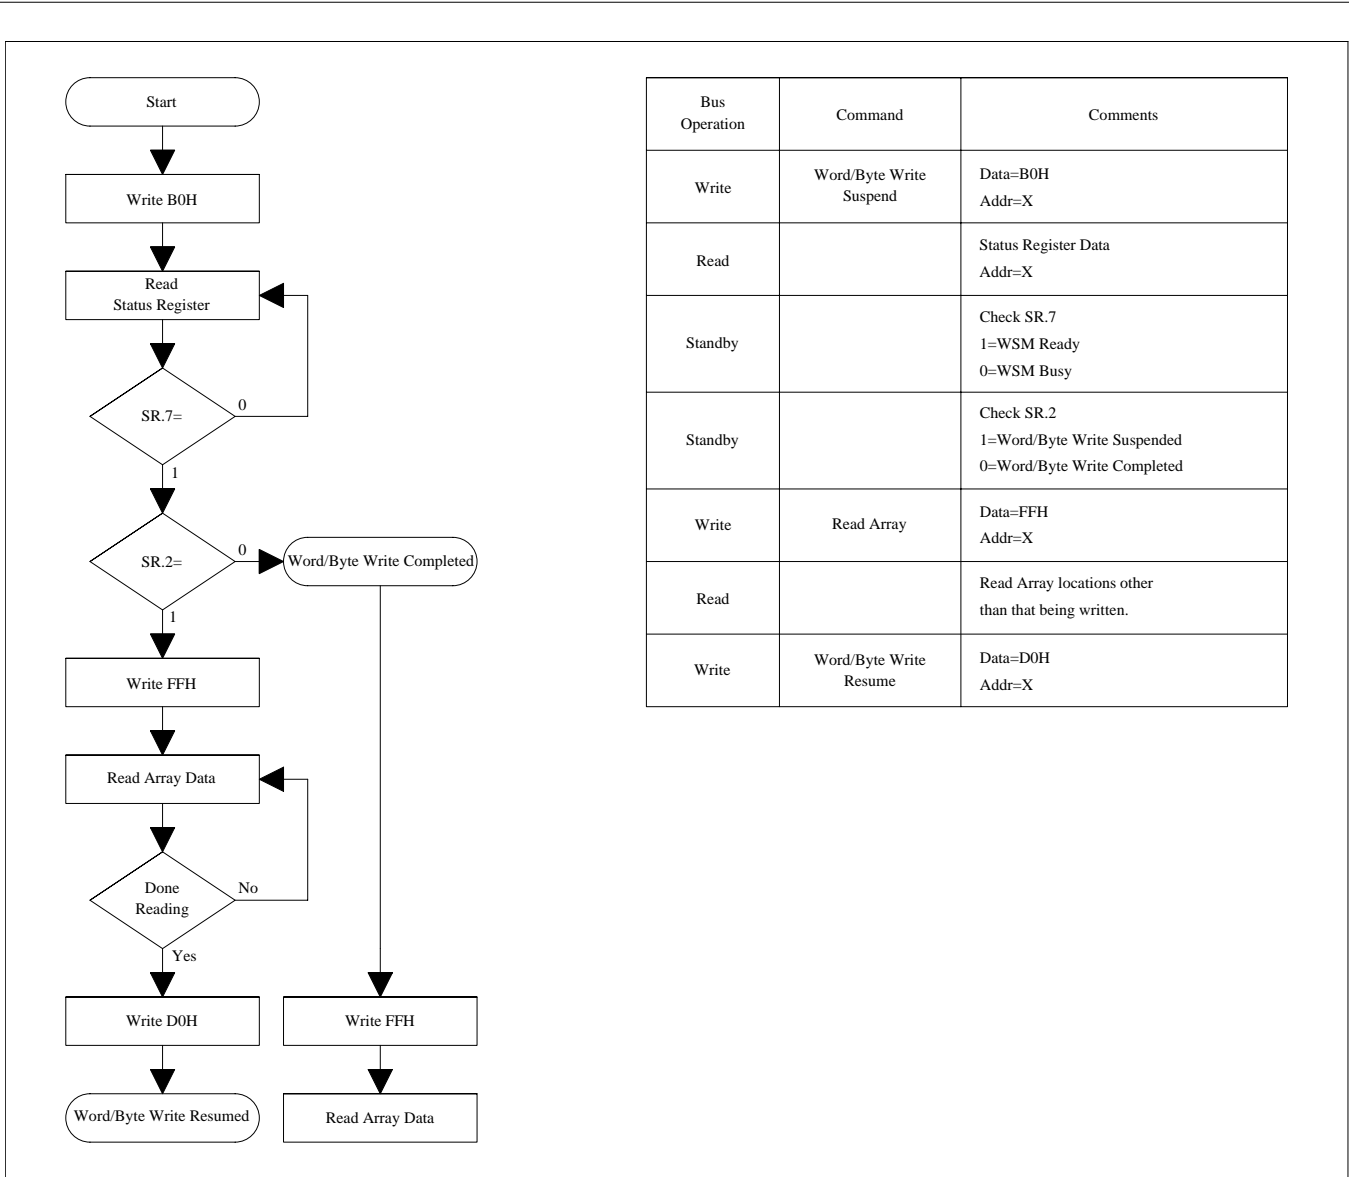 Start
Write B0H
Read
Status Register
SR.7=
0
1
SR.2=
0
Word/Byte Write Completed
1
Write FFH
Read Array Data
Done
Reading
No
Yes
Write D0H
Write FFH
Word/Byte Write Resumed
Read Array Data
Bus
Operation
Command
Comments
Write
Word/Byte Write
Suspend
Data=B0H
Addr=X
Read
Status Register Data
Addr=X
Standby
Check SR.7
1=WSM Ready
0=WSM Busy
Standby
Check SR.2
1=Word/Byte Write Suspended
0=Word/Byte Write Completed
Write
Read Array
Data=FFH
Addr=X
Read
Read Array locations other
than that being written.
Write
Word/Byte Write
Resume
Data=D0H
Addr=X